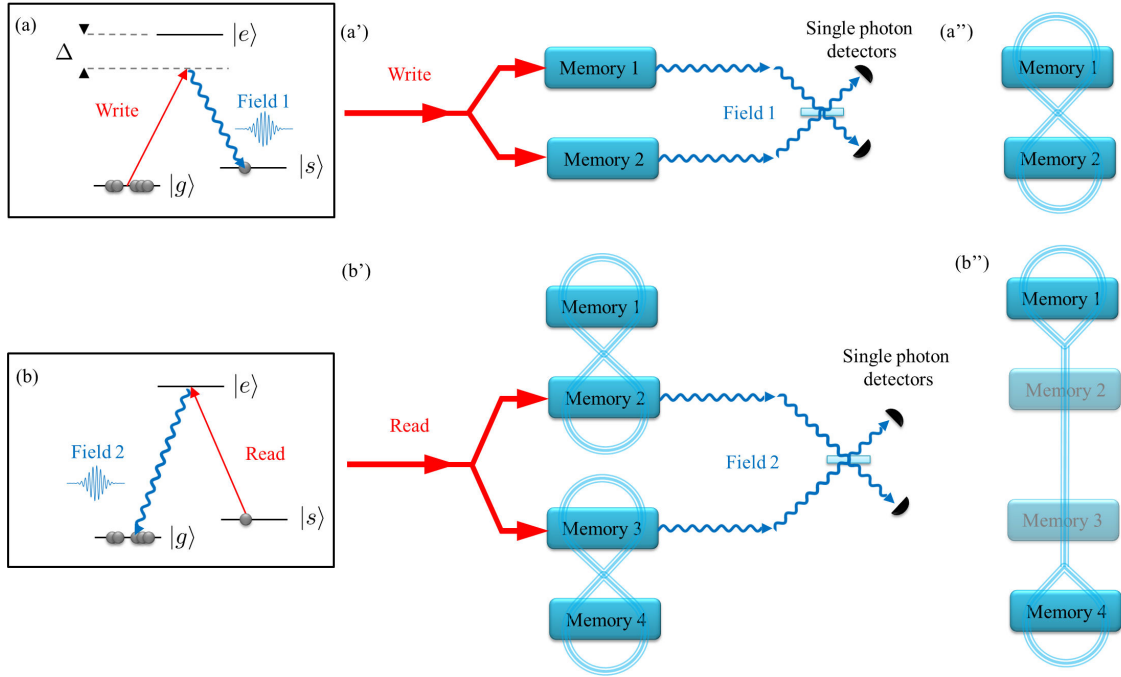 (a)
|e⟩
Δ
Write
Field 1
|s⟩
|g⟩
(a')
Write
Memory 1
Memory 2
Field 1
Single photon
detectors
(a'')
Memory 1
Memory 2
(b)
|e⟩
Field 2
Read
|s⟩
|g⟩
(b')
Read
Memory 1
Memory 2
Memory 3
Memory 4
Field 2
Single photon
detectors
(b'')
Memory 1
Memory 2
Memory 3
Memory 4